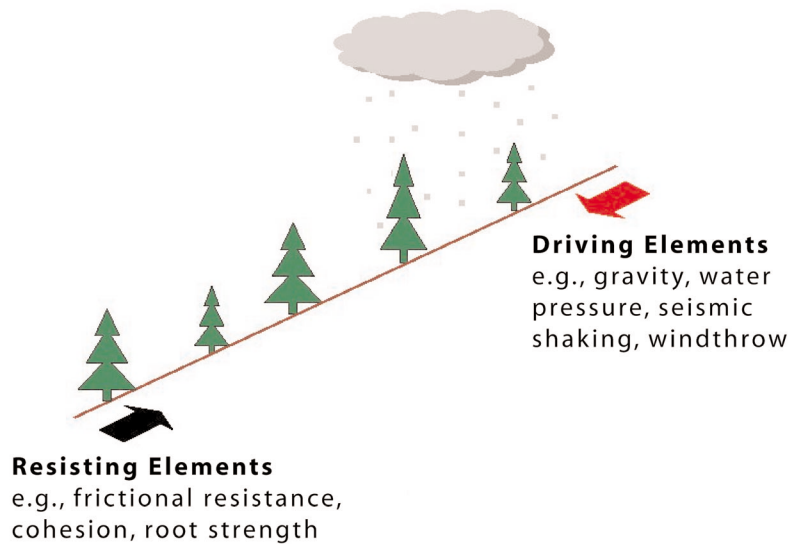 Driving Elements
e.g., gravity, water
pressure, seismic
shaking, windthrow
Resisting Elements
e.g., frictional resistance,
cohesion, root strength